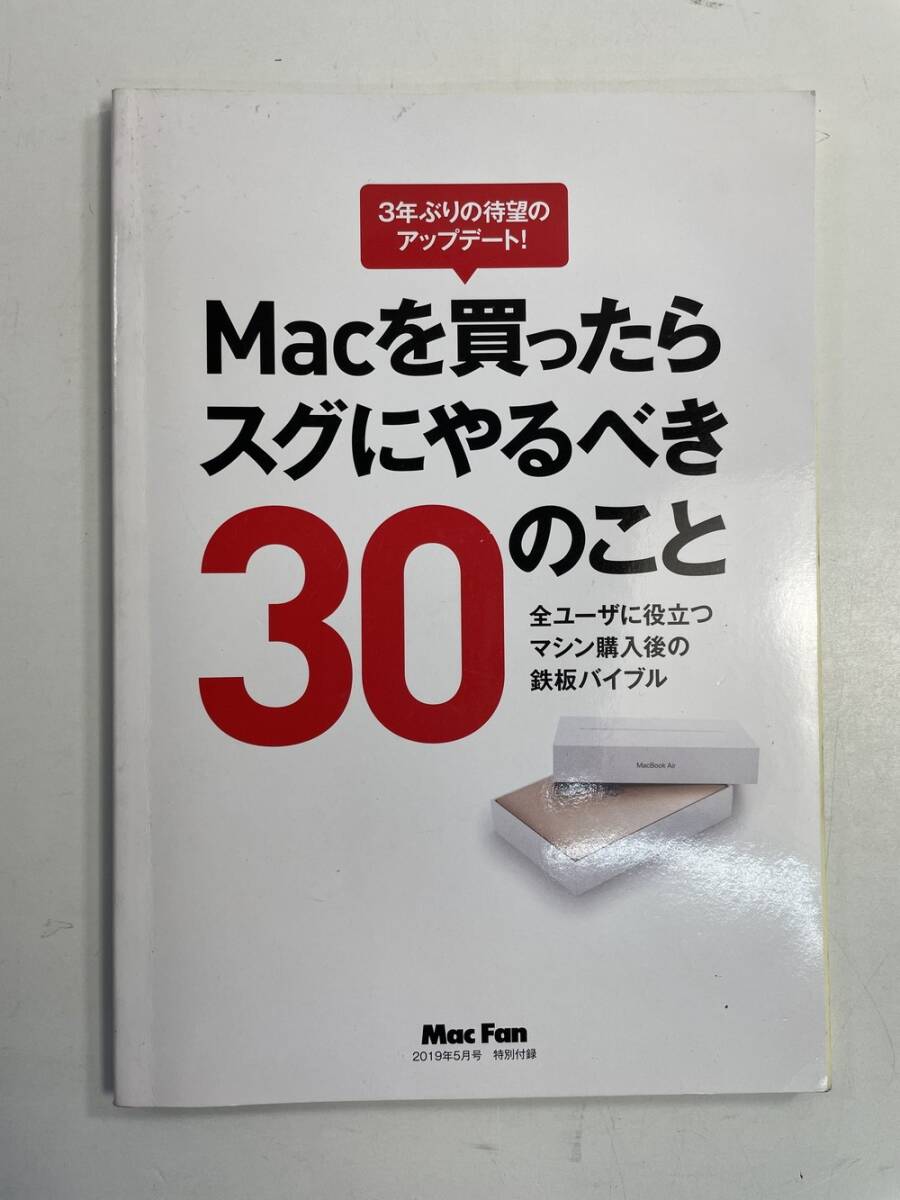 3年ぶりの待望の
アップデート!
Macを買ったら
スグにやるべき
30のこと
全ユーザに役立つ
マシン購入後の
鉄板バイブル
MacBook Air
Mac Fan
2019年5月号 特別付録